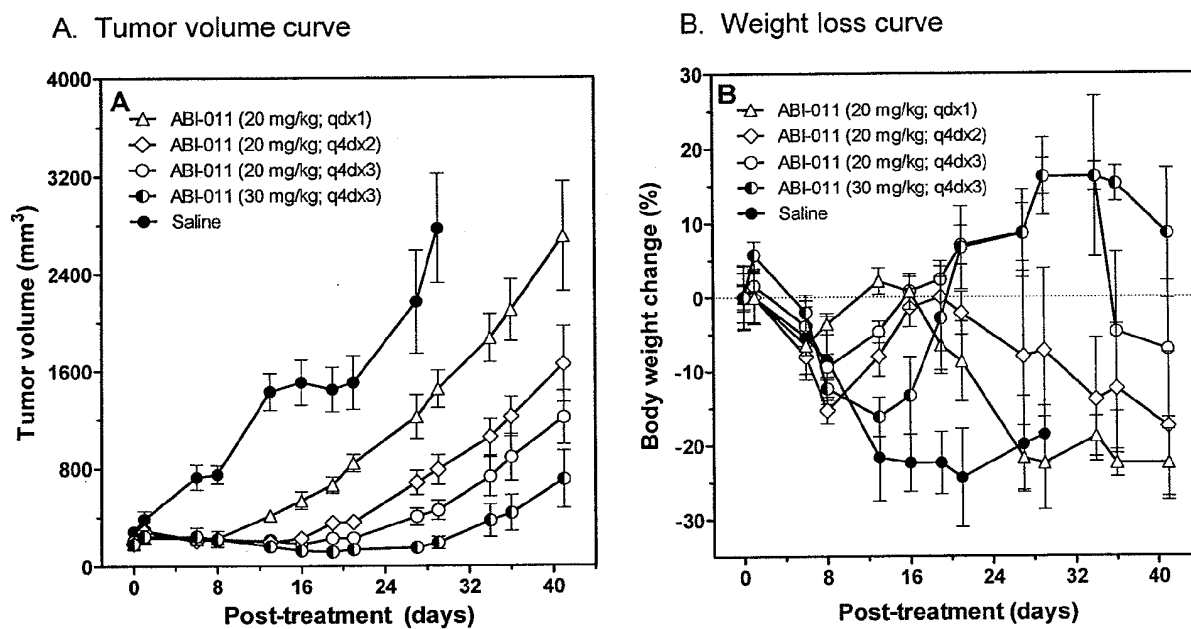 A. Tumor volume curve
A
ABI-011 (20 mg/kg; qdx1)
ABI-011 (20 mg/kg; q4dx2)
ABI-011 (20 mg/kg; q4dx3)
ABI-011 (30 mg/kg; q4dx3)
Saline
Tumor volume (mm³)
4000
3200
2400
1600
800
0
0 8 16 24 32 40
Post-treatment (days)
B. Weight loss curve
B
ABI-011 (20 mg/kg; qdx1)
ABI-011 (20 mg/kg; q4dx2)
ABI-011 (20 mg/kg; q4dx3)
ABI-011 (30 mg/kg; q4dx3)
Saline
Body weight change (%)
30
20
10
0
-10
-20
-30
0 8 16 24 32 40
Post-treatment (days)